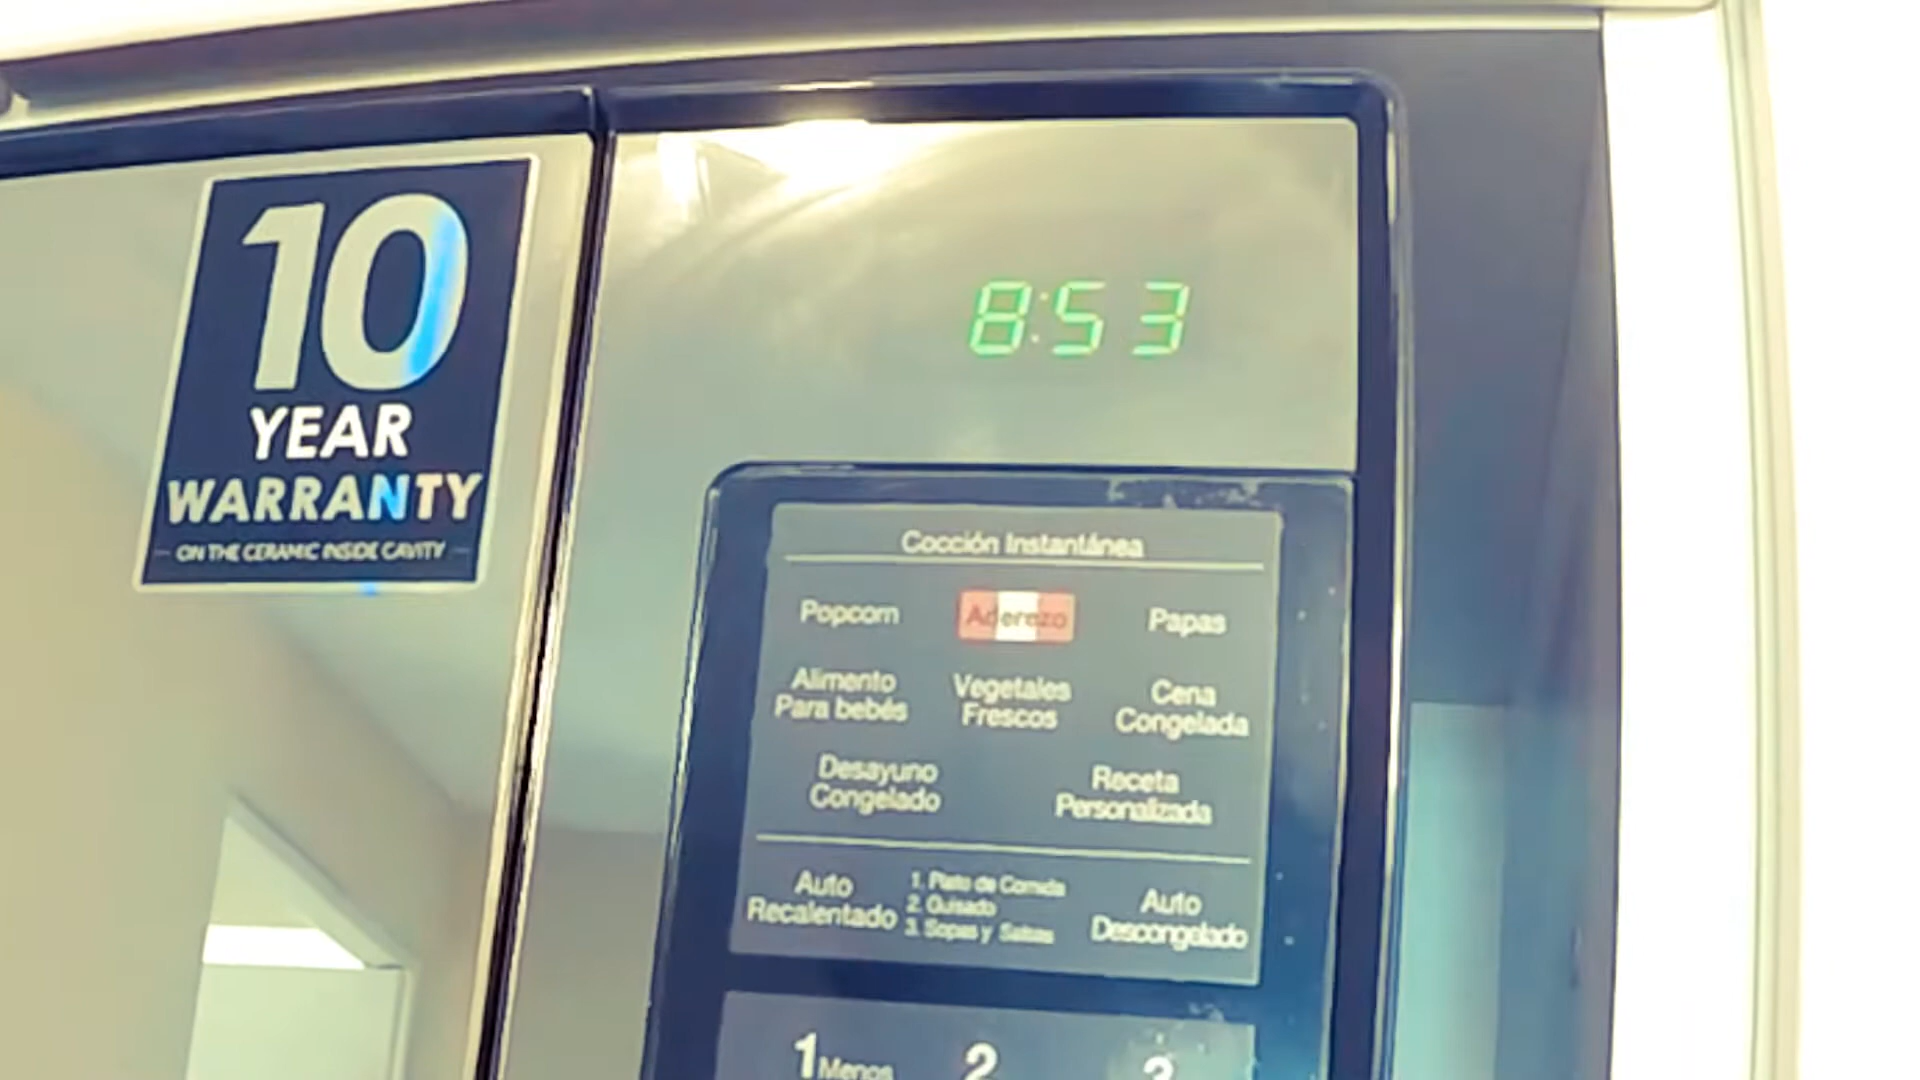 10
YEAR
WARRANTY
ON THE CERAMIC INSIDE CAVITY
8:53
Cocción Instantánea
Popcorn Aderezo Papas
Alimento
Para bebés
Vegetales
Frescos
Cena
Congelada
Desayuno
Congelado
Receta
Personalizada
Auto
Recalentado
1. Plato de Comida
2. Guisado
3. Sopas y Salsas
Auto
Descongelado
1 Menos 2 3